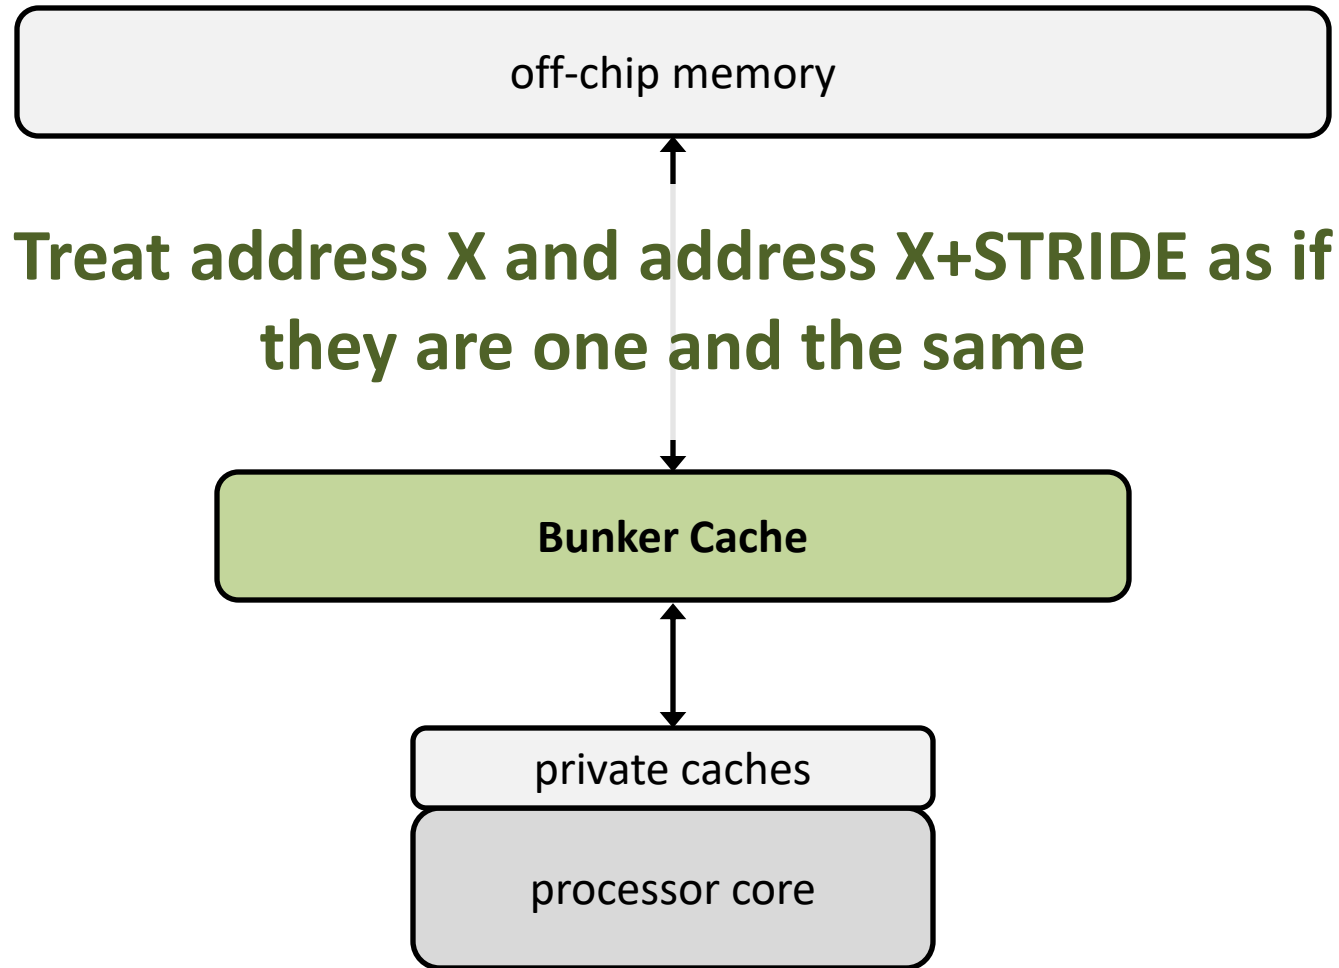 off-chip memory
Treat address X and address X+STRIDE as if
they are one and the same
Bunker Cache
private caches
processor core